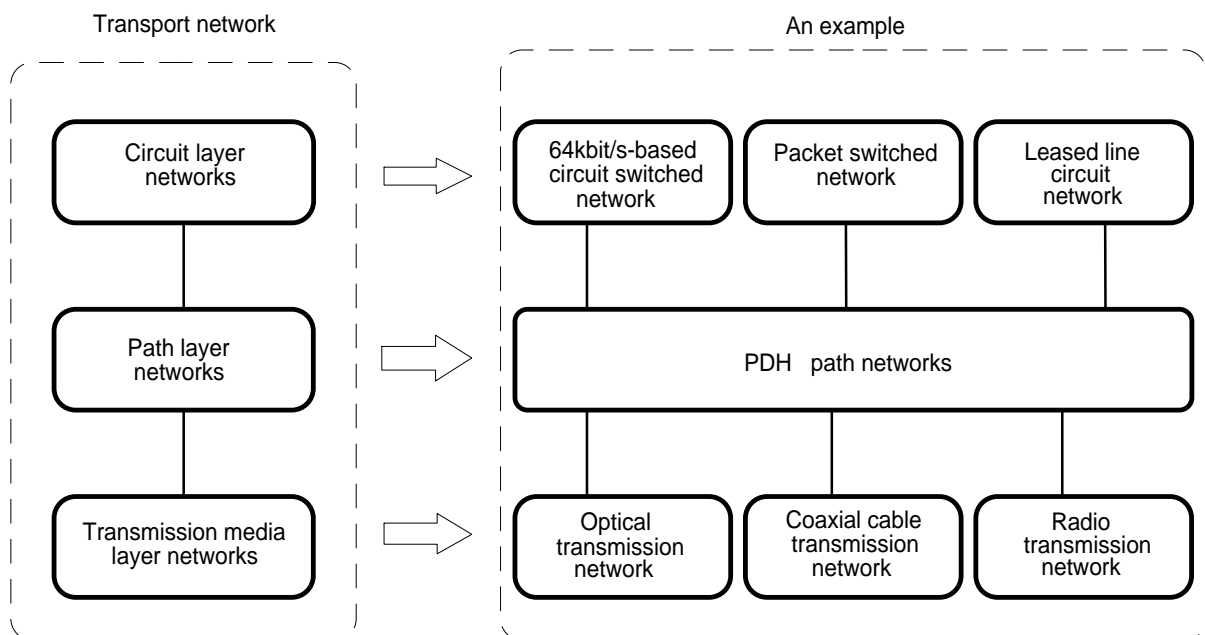 Transport network
An example
Circuit layer
networks
64kbit/s-based
circuit switched
network
Packet switched
network
Leased line
circuit
network
Path layer
networks
PDH path networks
Transmission media
layer networks
Optical
transmission
network
Coaxial cable
transmission
network
Radio
transmission
network